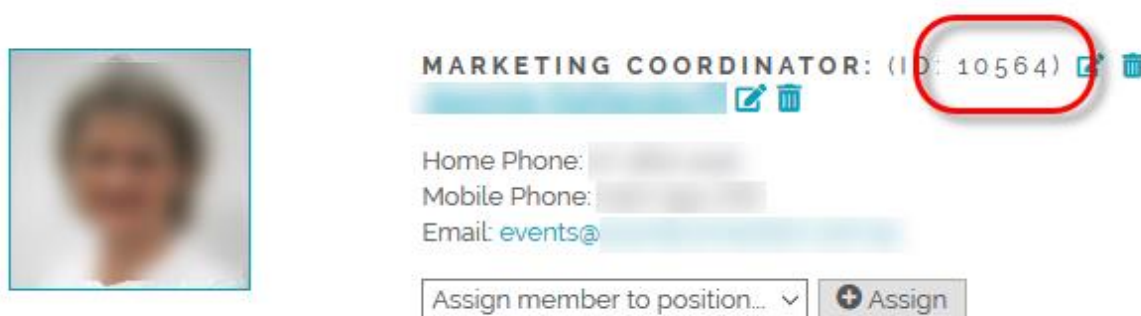 MARKETING COORDINATOR: (ID: 10564)
Home Phone:
Mobile Phone:
Email: events@
Assign member to position...
Assign